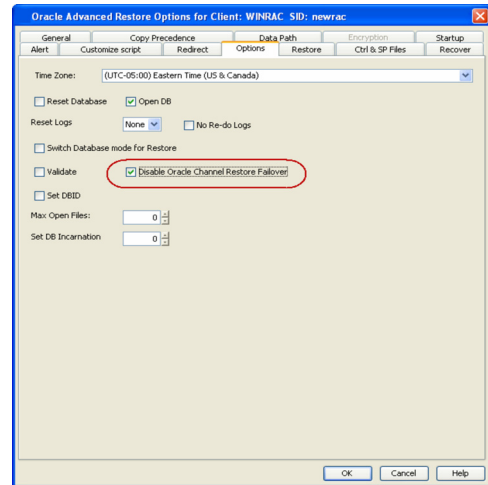 Oracle Advanced Restore Options for Client: WINRAC SID: newrac
General Copy Precedence Data Path Encryption Startup
Alert Customize script Redirect Options Restore Ctrl & SP Files Recover
Time Zone: (UTC-05:00) Eastern Time (US & Canada)
Reset Database Open DB
Reset Logs None No Re-do Logs
Switch Database mode for Restore
Validate Disable Oracle Channel Restore Failover
Set DBID
Max Open Files: 0
Set DB Incarnation 0
OK Cancel Help